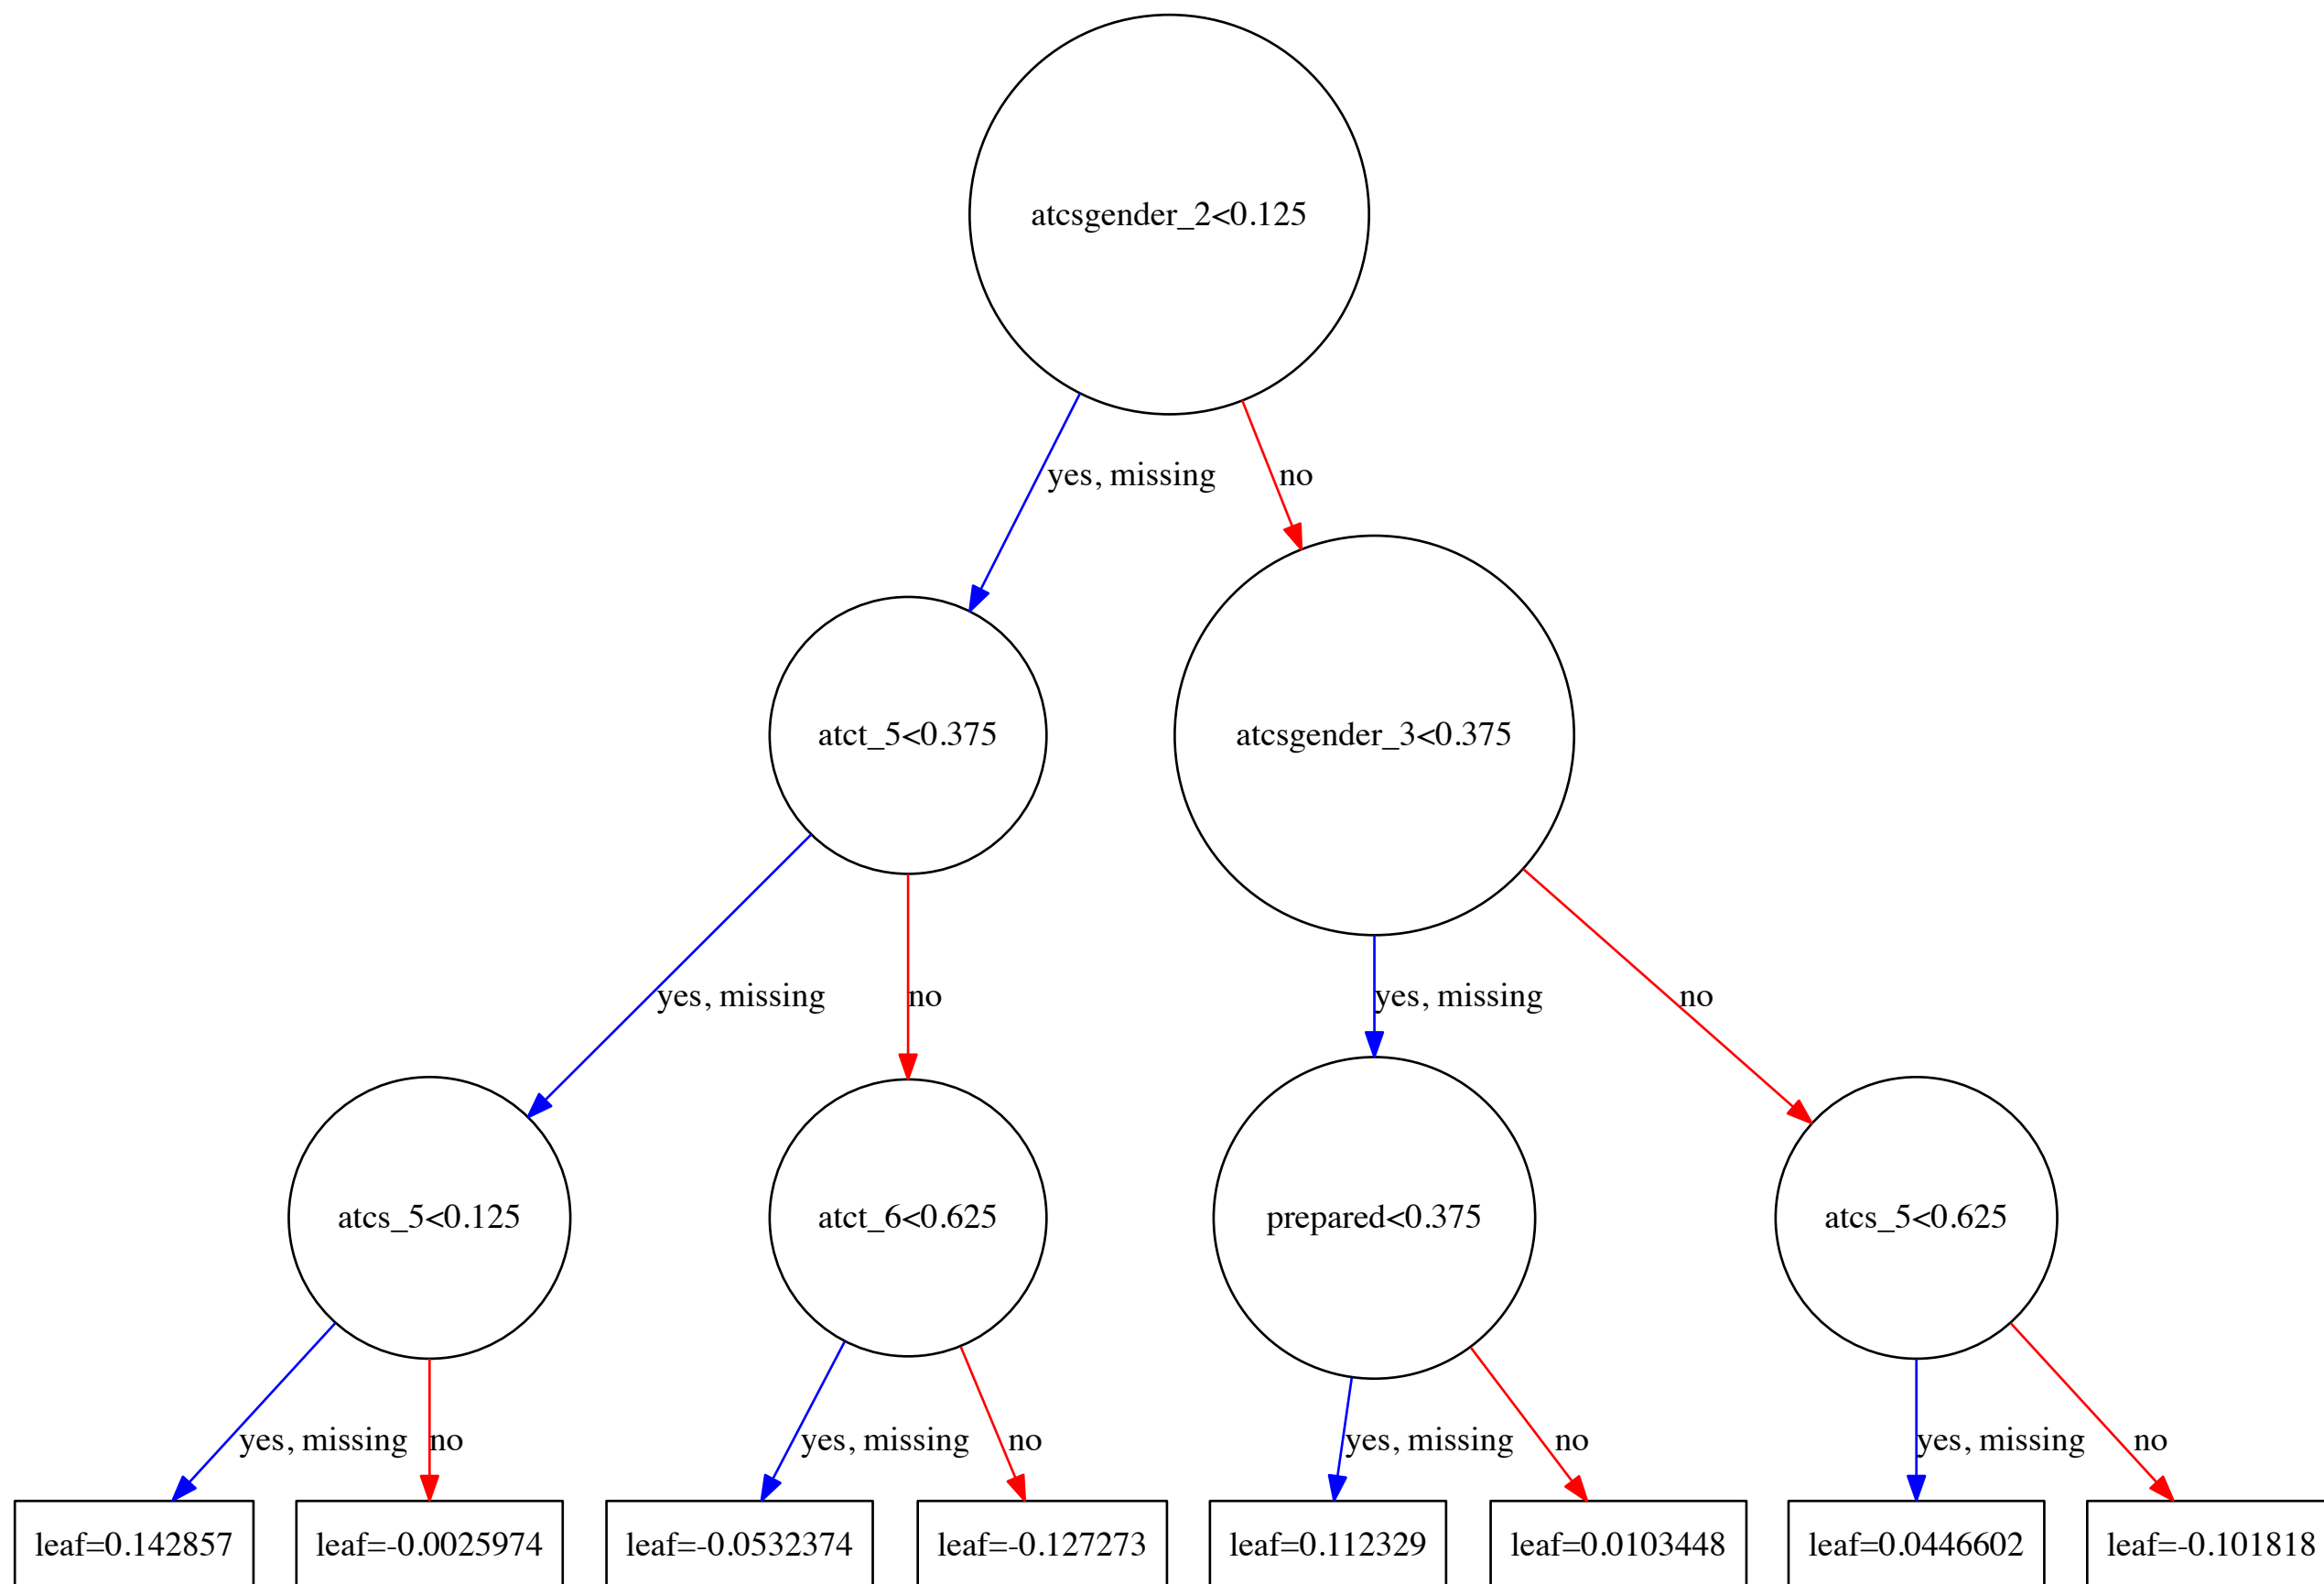 atcsgender_2<0.125
yes, missing
no
atct_5<0.375
atcsgender_3<0.375
yes, missing
no
yes, missing
no
atcs_5<0.125
atct_6<0.625
prepared<0.375
atcs_5<0.625
yes, missing
no
yes, missing
no
yes, missing
no
yes, missing
no
leaf=0.142857
leaf=-0.0025974
leaf=-0.0532374
leaf=-0.127273
leaf=0.112329
leaf=0.0103448
leaf=0.0446602
leaf=-0.101818